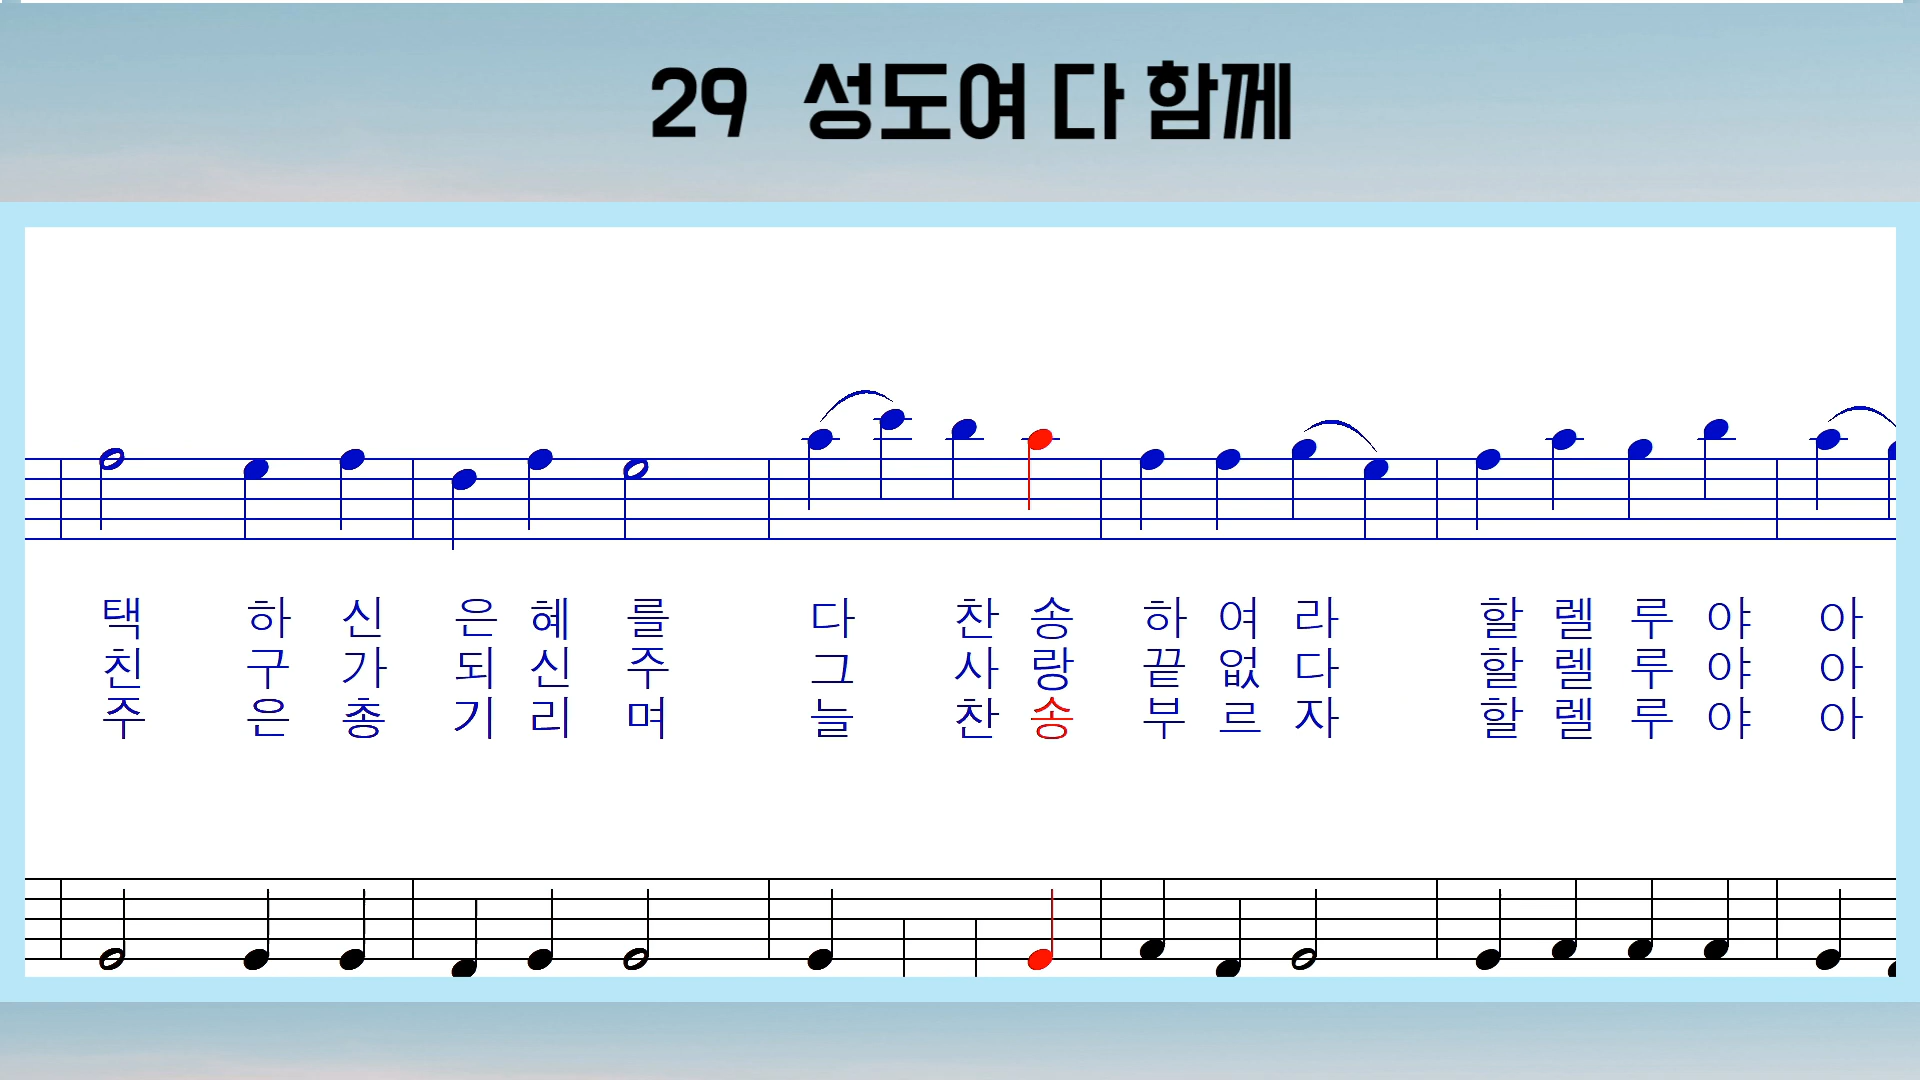 29 성도여 다 함께
택 하 신 은 혜 를 다 찬 송 하 여 라 할 렐 루 야 아
친 구 가 되 신 주 그 사 랑 끝 없 다 할 렐 루 야 아
주 은 총 기 리 며 늘 찬 송 부 르 자 할 렐 루 야 아